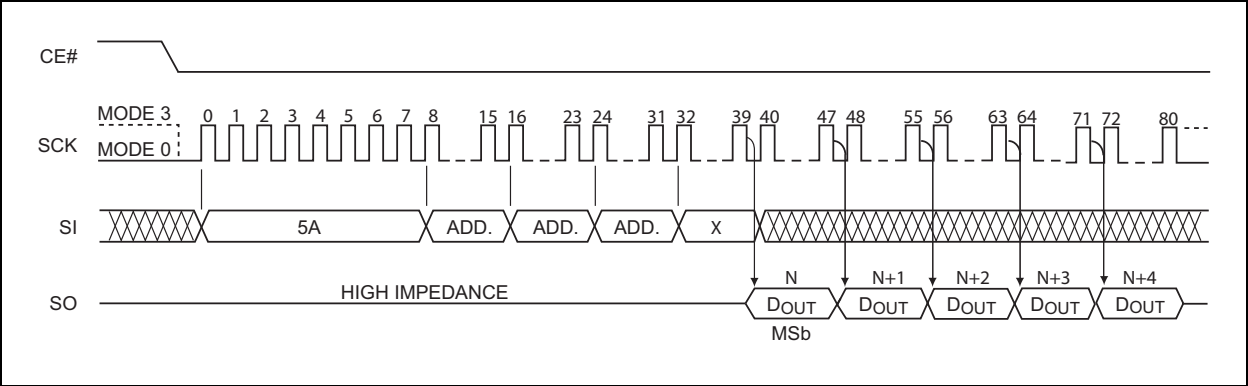 CE#
MODE 3
0 1 2 3 4 5 6 7 8 15 16 23 24 31 32 39 40 47 48 55 56 63 64 71 72 80
SCK
MODE 0
SI 5A ADD. ADD. ADD. X
N N+1 N+2 N+3 N+4
SO HIGH IMPEDANCE DOUT DOUT DOUT DOUT DOUT
MSb